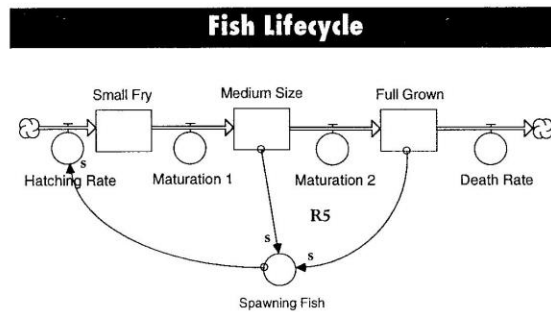 Fish Lifecycle
Small Fry
Medium Size
Full Grown
s
Hatching Rate
Maturation 1
Maturation 2
Death Rate
R5
s
s
Spawning Fish